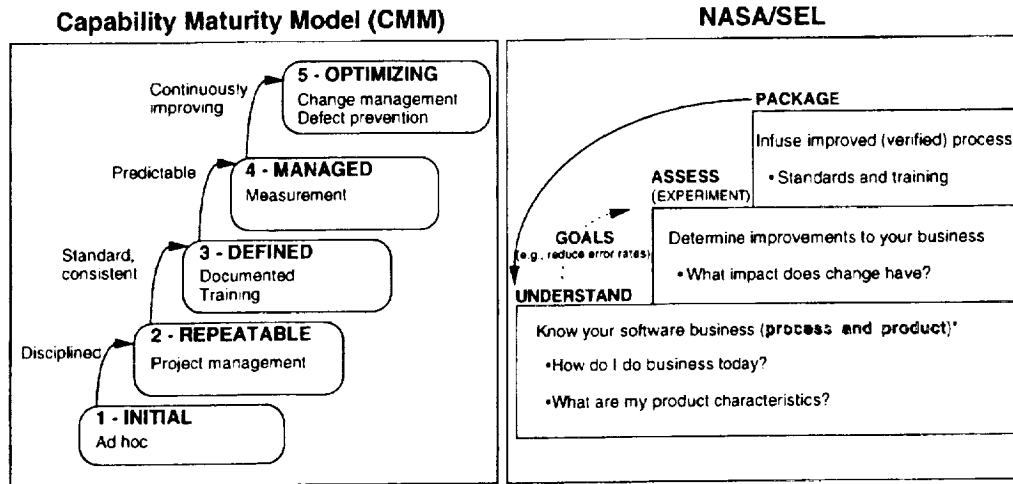 Capability Maturity Model (CMM)
5 - OPTIMIZING
Change management
Defect prevention
Continuously
improving
4 - MANAGED
Measurement
Predictable
3 - DEFINED
Documented
Training
Standard,
consistent
2 - REPEATABLE
Project management
Disciplined
1 - INITIAL
Ad hoc
NASA/SEL
PACKAGE
Infuse improved (verified) process
• Standards and training
ASSESS
(EXPERIMENT)
Determine improvements to your business
• What impact does change have?
GOALS
(e.g., reduce error rates)
UNDERSTAND
Know your software business (process and product)*
•How do I do business today?
•What are my product characteristics?